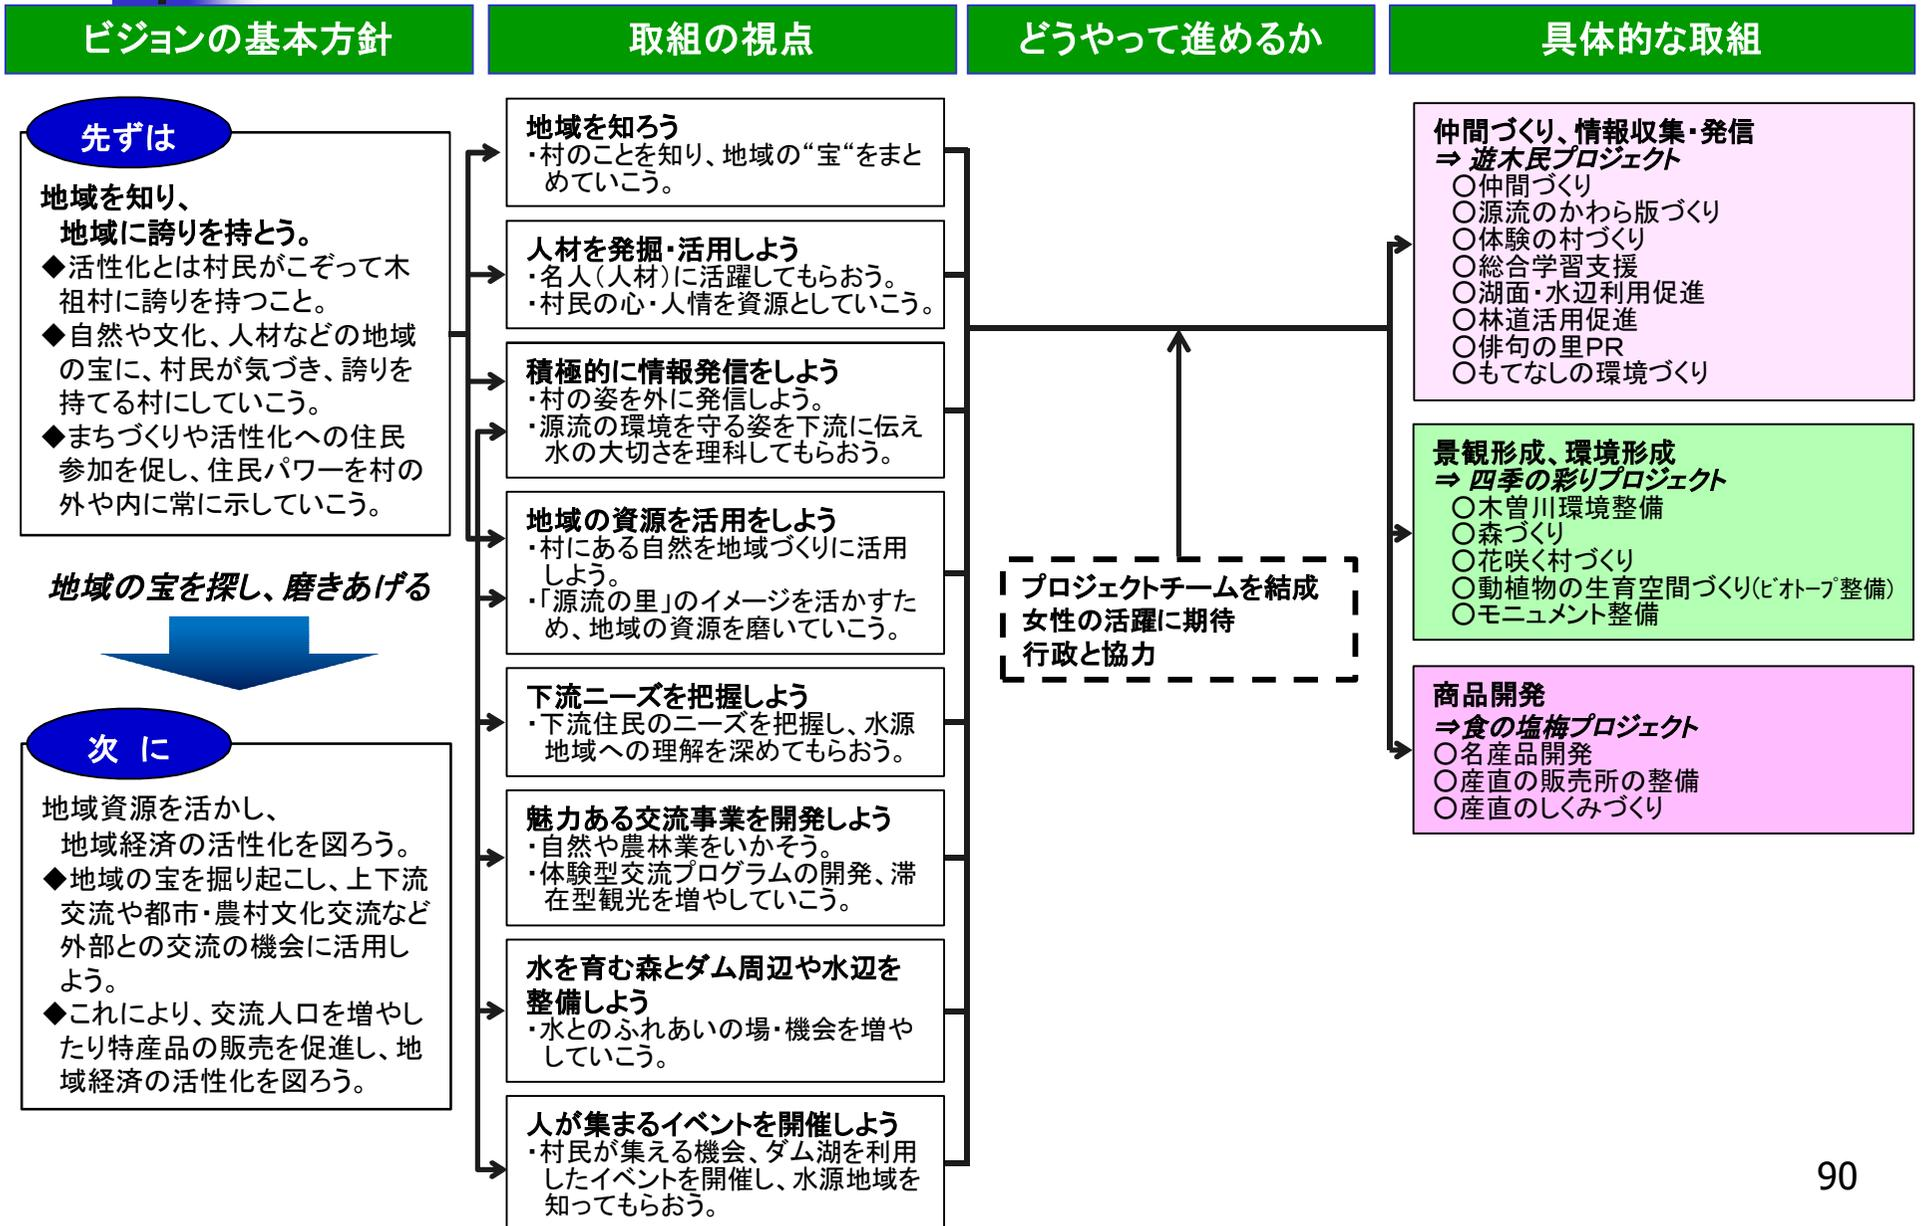 ビジョンの基本方針
取組の視点
どうやって進めるか
具体的な取組
先ずは
地域を知り、
地域に誇りを持とう。
◆活性化とは村民がこぞって木
祖村に誇りを持つこと。
◆自然や文化、人材などの地域
の宝に、村民が気づき、誇りを
持てる村にしていこう。
◆まちづくりや活性化への住民
参加を促し、住民パワーを村の
外や内に常に示していこう。
地域の宝を探し、磨きあげる
次 に
地域資源を活かし、
地域経済の活性化を図ろう。
◆地域の宝を掘り起こし、上下流
交流や都市・農村文化交流など
外部との交流の機会に活用し
よう。
◆これにより、交流人口を増やし
たり特産品の販売を促進し、地
域経済の活性化を図ろう。
地域を知ろう
・村のことを知り、地域の“宝“をまと
めていこう。
人材を発掘・活用しよう
・名人（人材）に活躍してもらおう。
・村民の心・人情を資源としていこう。
積極的に情報発信をしよう
・村の姿を外に発信しよう。
・源流の環境を守る姿を下流に伝え
水の大切さを理科してもらおう。
地域の資源を活用をしよう
・村にある自然を地域づくりに活用
しよう。
・「源流の里」のイメージを活かすた
め、地域の資源を磨いていこう。
下流ニーズを把握しよう
・下流住民のニーズを把握し、水源
地域への理解を深めてもらおう。
魅力ある交流事業を開発しよう
・自然や農林業をいかそう。
・体験型交流プログラムの開発、滞
在型観光を増やしていこう。
水を育む森とダム周辺や水辺を
整備しよう
・水とのふれあいの場・機会を増や
していこう。
人が集まるイベントを開催しよう
・村民が集える機会、ダム湖を利用
したイベントを開催し、水源地域を
知ってもらおう。
プロジェクトチームを結成
女性の活躍に期待
行政と協力
仲間づくり、情報収集・発信
⇒ 遊木民プロジェクト
○仲間づくり
○源流のかわら版づくり
○体験の村づくり
○総合学習支援
○湖面・水辺利用促進
○林道活用促進
○俳句の里ＰＲ
○もてなしの環境づくり
景観形成、環境形成
⇒ 四季の彩りプロジェクト
○木曽川環境整備
○森づくり
○花咲く村づくり
○動植物の生育空間づくり(ﾋﾞｵﾄｰﾌﾟ整備)
○モニュメント整備
商品開発
⇒食の塩梅プロジェクト
○名産品開発
○産直の販売所の整備
○産直のしくみづくり
90